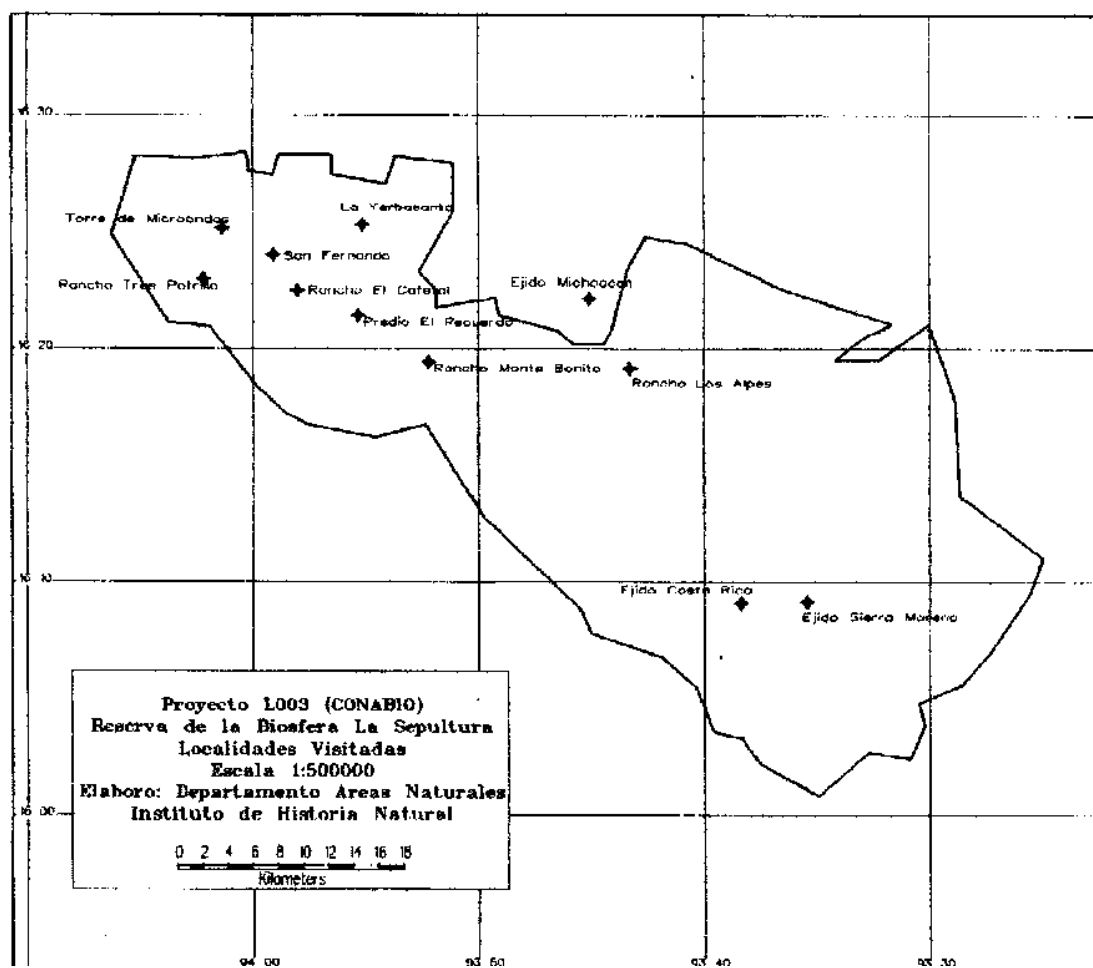 16 30
La Yerbasanta
Torre de Microondas
San Fernando
Rancho Tres Potrillo
Rancho El Cafetal
Ejido Michoacan
Predio El Recuerdo
16 20
Rancho Monte Bonito
Rancho Los Alpes
16 10
Ejido Costa Rica
Ejido Sierra Morena
Proyecto L003 (CONABIO)
Reserva de la Biosfera La Sepultura
Localidades Visitadas
Escala 1:500000
Elaboro: Departamento Areas Naturales
Instituto de Historia Natural
16 00
0 2 4 6 8 10 12 14 16 18
Kilometers
94 00 93 50 93 40 93 30